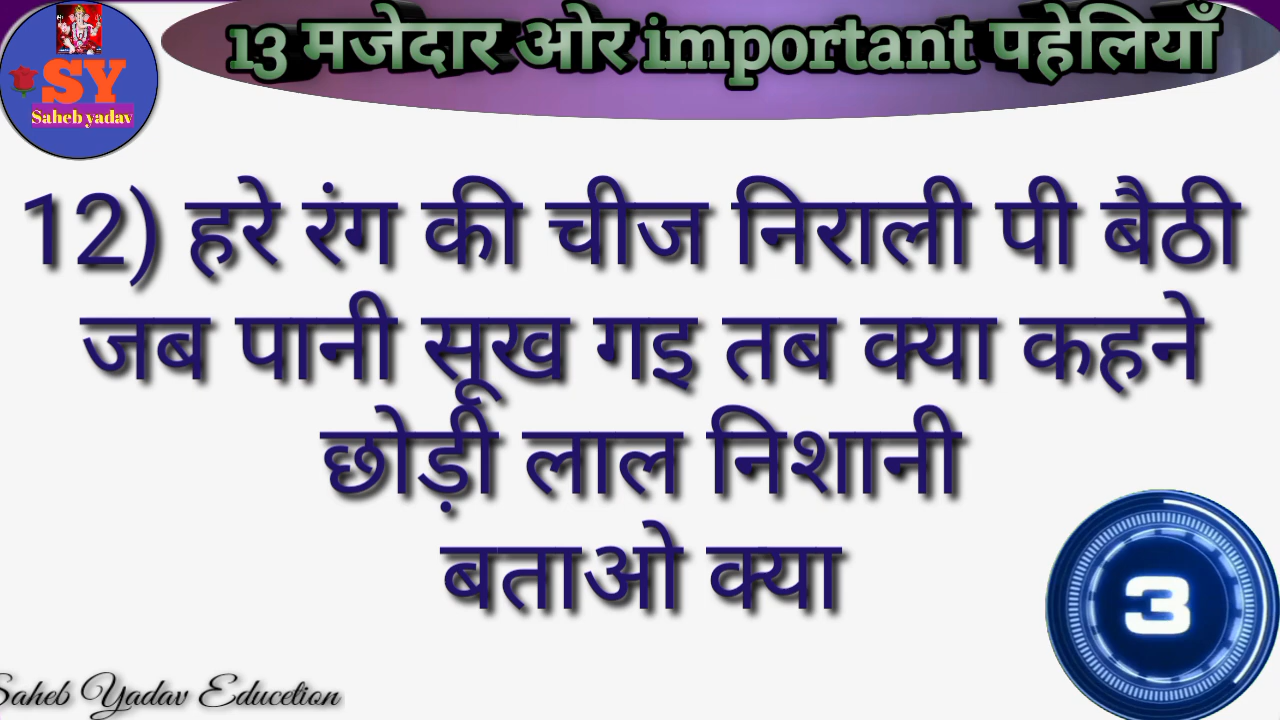 SY
Saheb yadav
13 मजेदार ओर important पहेलियाँ
12) हरे रंग की चीज निराली पी बैठी
जब पानी सूख गइ तब क्या कहने
छोड़ी लाल निशानी
बताओ क्या
3
Saheb Yadav Educetion